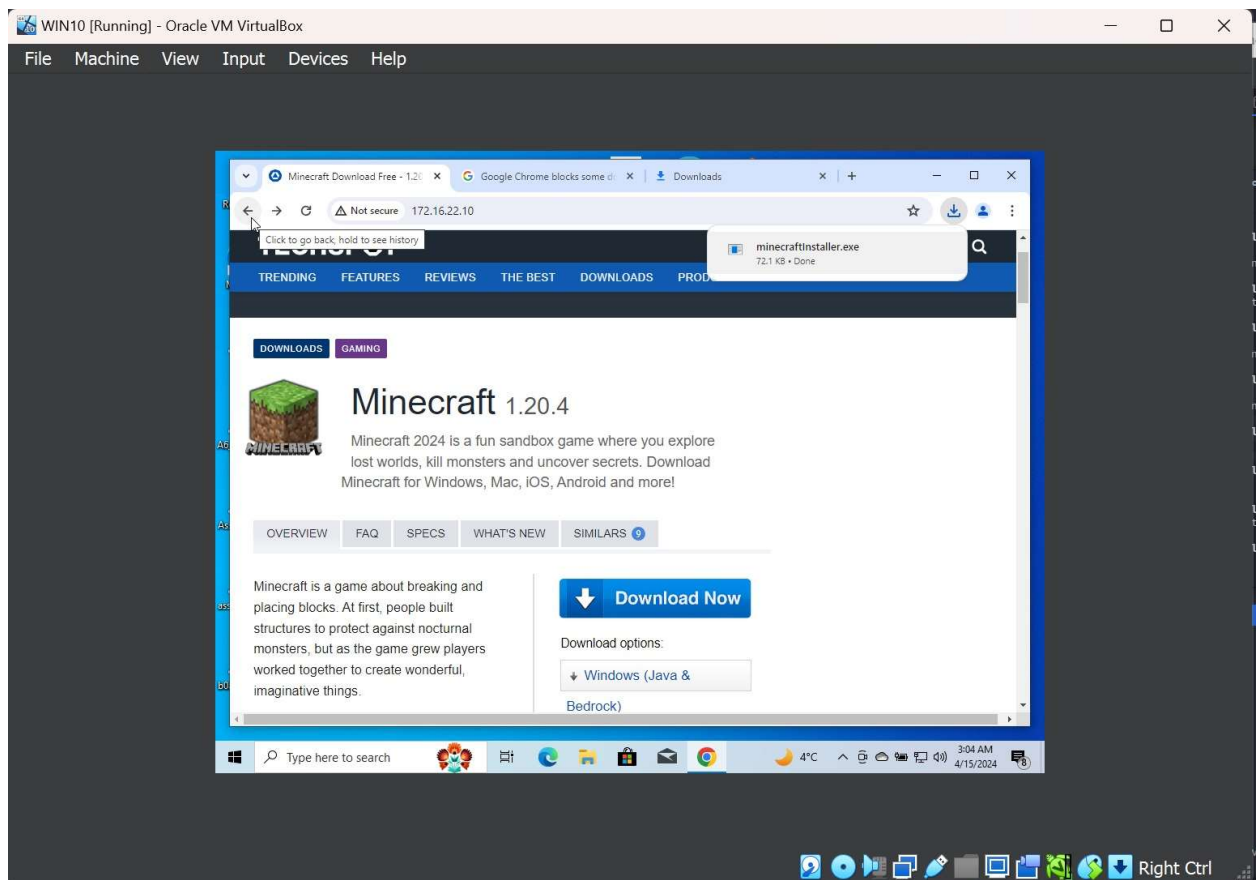 WIN10 [Running] - Oracle VM VirtualBox
File Machine View Input Devices Help
Minecraft Download Free - 1.20
Google Chrome blocks some d
Downloads
Not secure 172.16.22.10
Click to go back, hold to see history
minecraftInstaller.exe
72.1 KB • Done
TRENDING FEATURES REVIEWS THE BEST DOWNLOADS PROD
DOWNLOADS GAMING
MINECRAFT
Minecraft 1.20.4
Minecraft 2024 is a fun sandbox game where you explore
lost worlds, kill monsters and uncover secrets. Download
Minecraft for Windows, Mac, iOS, Android and more!
OVERVIEW FAQ SPECS WHAT'S NEW SIMILARS 9
Minecraft is a game about breaking and
placing blocks. At first, people built
structures to protect against nocturnal
monsters, but as the game grew players
worked together to create wonderful,
imaginative things.
Download Now
Download options:
Windows (Java &
Bedrock)
Type here to search
4°C
3:04 AM
4/15/2024
8
Right Ctrl